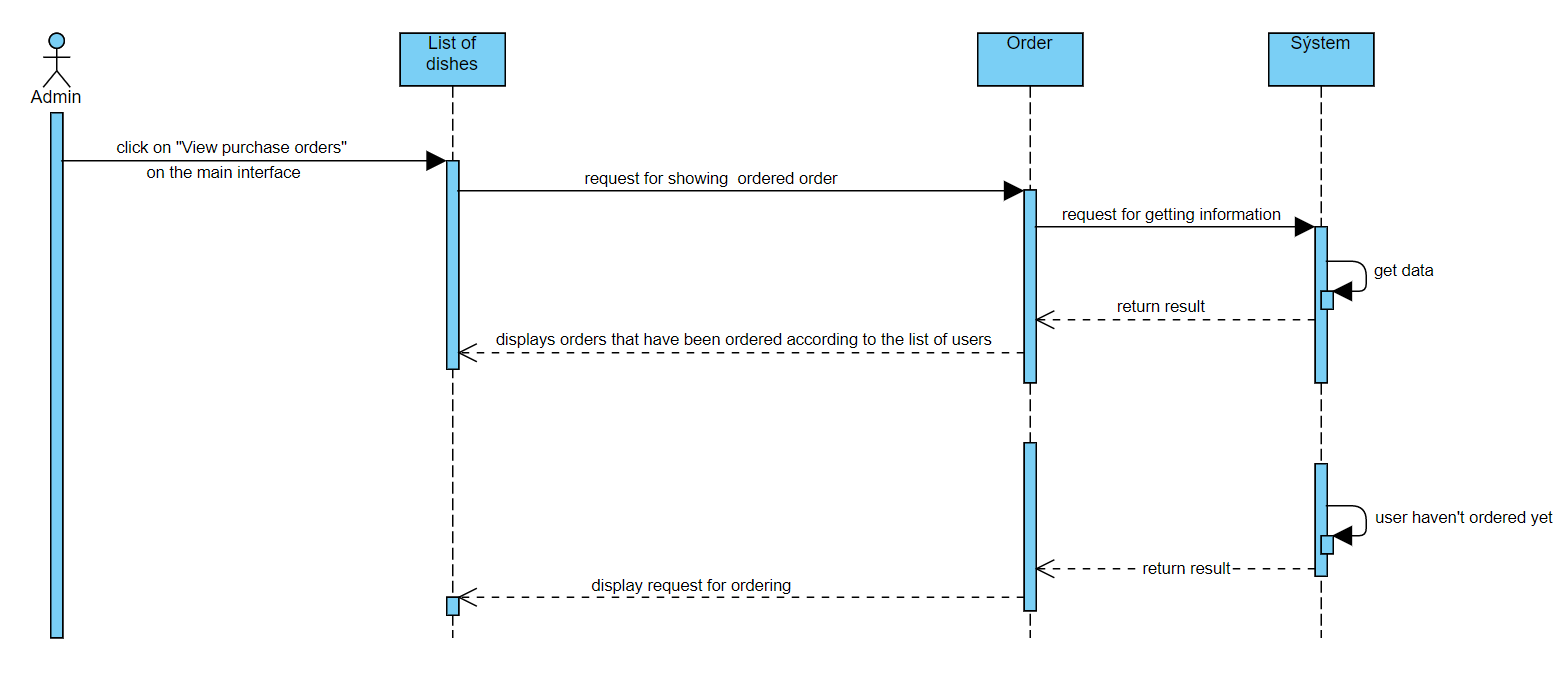 Admin
List of
dishes
Order
Sýstem
click on "View purchase orders"
on the main interface
request for showing  ordered order
request for getting information
get data
return result
displays orders that have been ordered according to the list of users
user haven't ordered yet
return result
display request for ordering